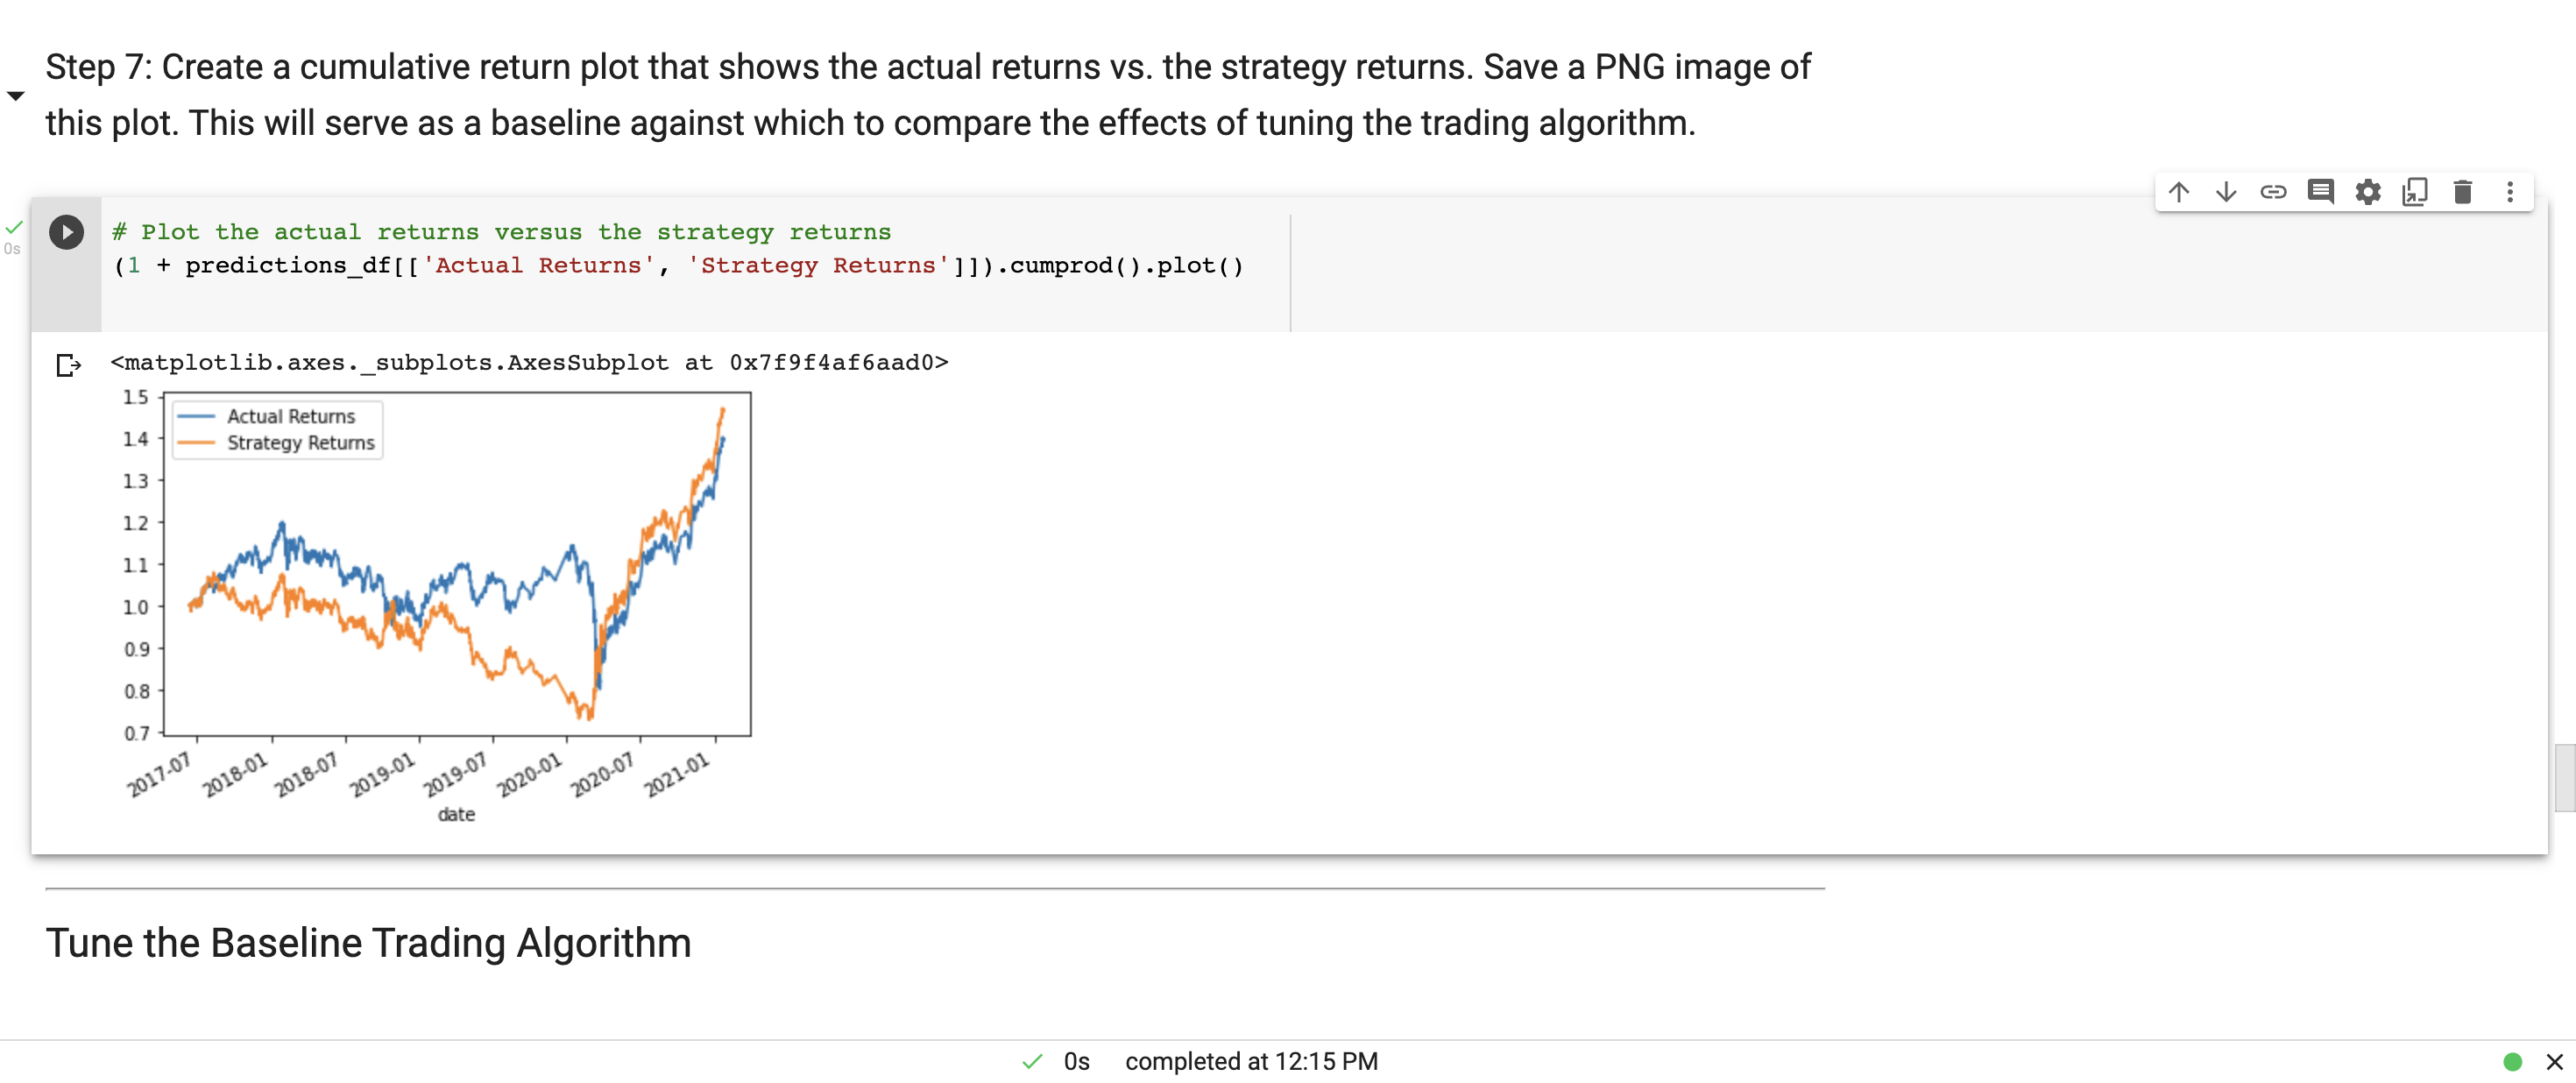 Step 7: Create a cumulative return plot that shows the actual returns vs. the strategy returns. Save a PNG image of
this plot. This will serve as a baseline against which to compare the effects of tuning the trading algorithm.
0s
# Plot the actual returns versus the strategy returns
(1 + predictions_df[['Actual Returns', 'Strategy Returns']]).cumprod().plot()
<matplotlib.axes._subplots.AxesSubplot at 0x7f9f4af6aad0>
1.5
1.4
1.3
1.2
1.1
1.0
0.9
0.8
0.7
Actual Returns
Strategy Returns
2017-07
2018-01
2018-07
2019-01
2019-07
2020-01
2020-07
2021-01
date
Tune the Baseline Trading Algorithm
0s completed at 12:15 PM